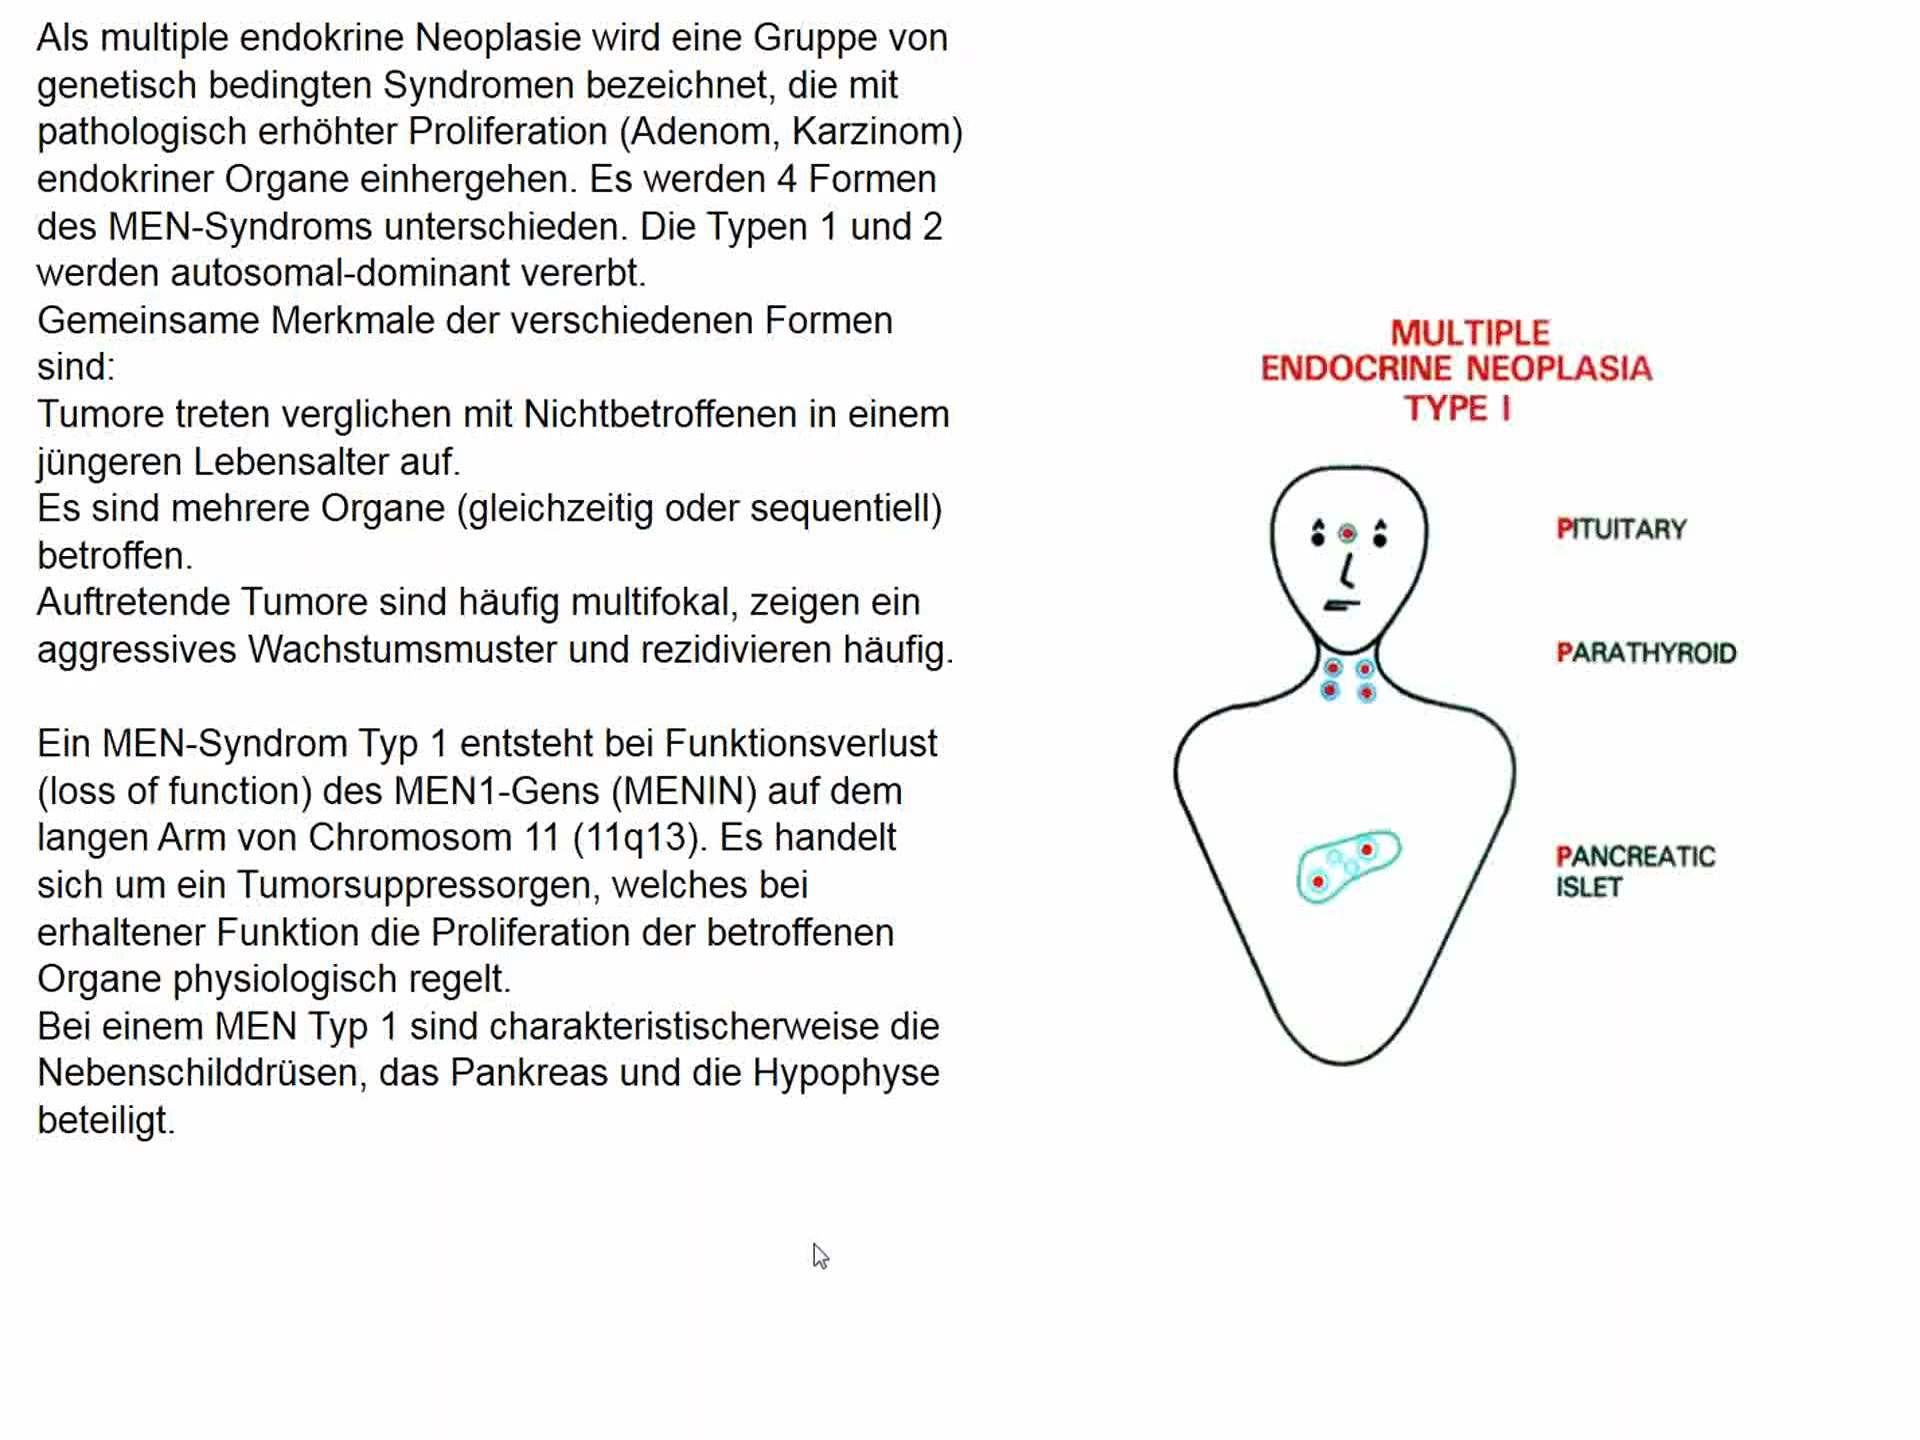 Als multiple endokrine Neoplasie wird eine Gruppe von
genetisch bedingten Syndromen bezeichnet, die mit
pathologisch erhöhter Proliferation (Adenom, Karzinom)
endokriner Organe einhergehen. Es werden 4 Formen
des MEN-Syndroms unterschieden. Die Typen 1 und 2
werden autosomal-dominant vererbt.
Gemeinsame Merkmale der verschiedenen Formen
sind:
Tumore treten verglichen mit Nichtbetroffenen in einem
jüngeren Lebensalter auf.
Es sind mehrere Organe (gleichzeitig oder sequentiell)
betroffen.
Auftretende Tumore sind häufig multifokal, zeigen ein
aggressives Wachstumsmuster und rezidivieren häufig.
Ein MEN-Syndrom Typ 1 entsteht bei Funktionsverlust
(loss of function) des MEN1-Gens (MENIN) auf dem
langen Arm von Chromosom 11 (11q13). Es handelt
sich um ein Tumorsuppressorgen, welches bei
erhaltener Funktion die Proliferation der betroffenen
Organe physiologisch regelt.
Bei einem MEN Typ 1 sind charakteristischerweise die
Nebenschilddrüsen, das Pankreas und die Hypophyse
beteiligt.
MULTIPLE
ENDOCRINE NEOPLASIA
TYPE I
PITUITARY
PARATHYROID
PANCREATIC
ISLET